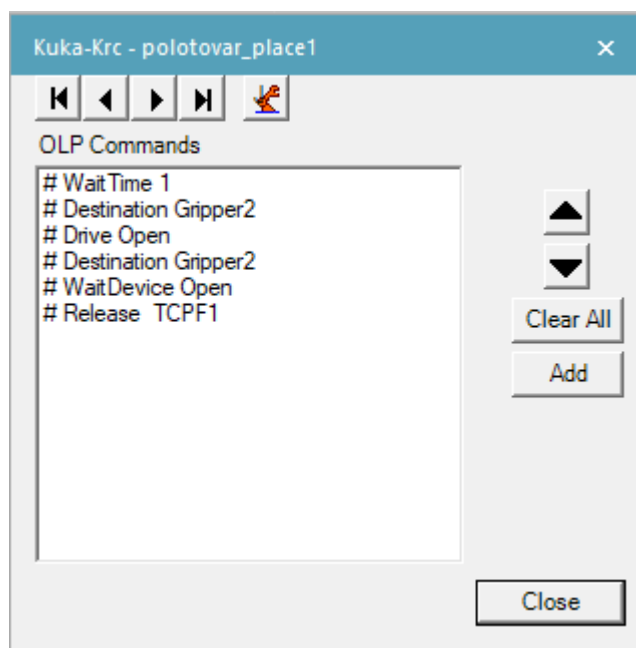 Kuka-Krc - polotovar_place1
OLP Commands
# WaitTime 1
# Destination Gripper2
# Drive Open
# Destination Gripper2
# WaitDevice Open
# Release  TCPF1
Clear All
Add
Close